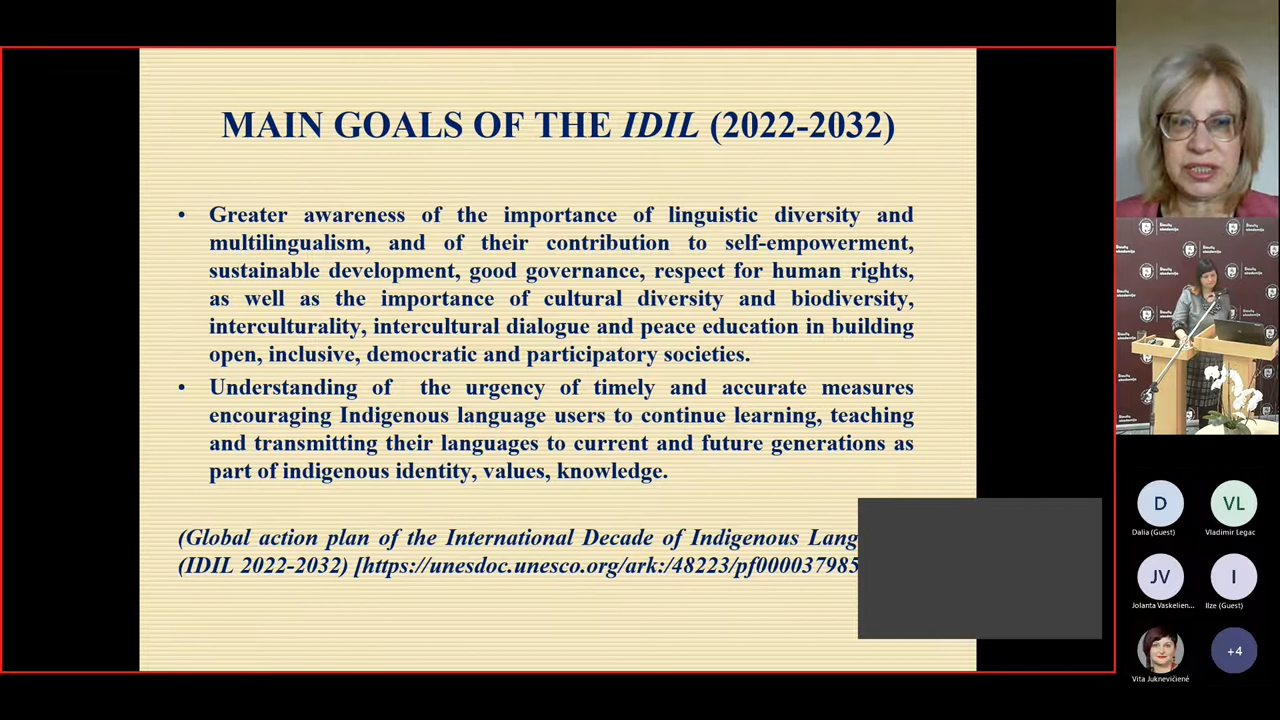 MAIN GOALS OF THE IDIL (2022-2032)
• Greater awareness of the importance of linguistic diversity and
multilingualism, and of their contribution to self-empowerment,
sustainable development, good governance, respect for human rights,
as well as the importance of cultural diversity and biodiversity,
interculturality, intercultural dialogue and peace education in building
open, inclusive, democratic and participatory societies.
• Understanding of the urgency of timely and accurate measures
encouraging Indigenous language users to continue learning, teaching
and transmitting their languages to current and future generations as
part of indigenous identity, values, knowledge.
(Global action plan of the International Decade of Indigenous Lang
(IDIL 2022-2032) [https://unesdoc.unesco.org/ark:/48223/pf000037985
Šiaulių
akademija
D
Dalia (Guest)
VL
Vladimir Legac
JV
Jolanta Vaskelien...
I
Ilze (Guest)
Vita Juknevičienė
+4